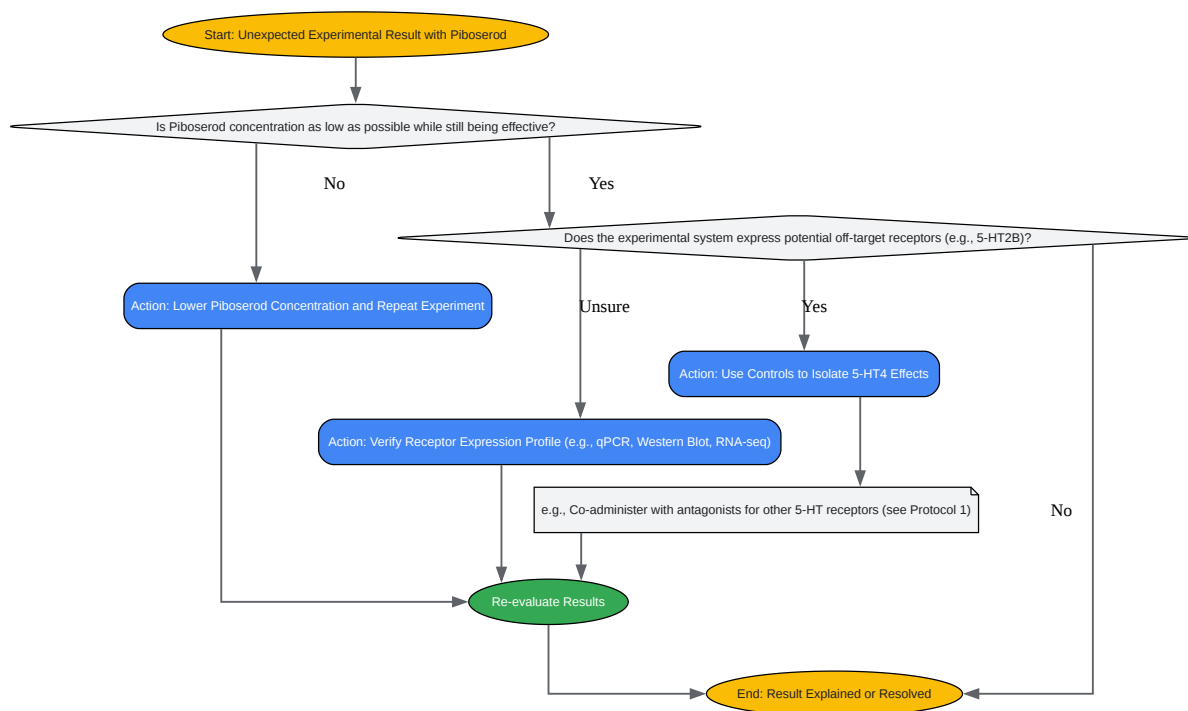 Start: Unexpected Experimental Result with Piboserod
Is Piboserod concentration as low as possible while still being effective?
No
Yes
Does the experimental system express potential off-target receptors (e.g., 5-HT2B)?
Action: Lower Piboserod Concentration and Repeat Experiment
Unsure
Yes
Action: Use Controls to Isolate 5-HT4 Effects
Action: Verify Receptor Expression Profile (e.g., qPCR, Western Blot, RNA-seq)
e.g., Co-administer with antagonists for other 5-HT receptors (see Protocol 1)
No
Re-evaluate Results
End: Result Explained or Resolved